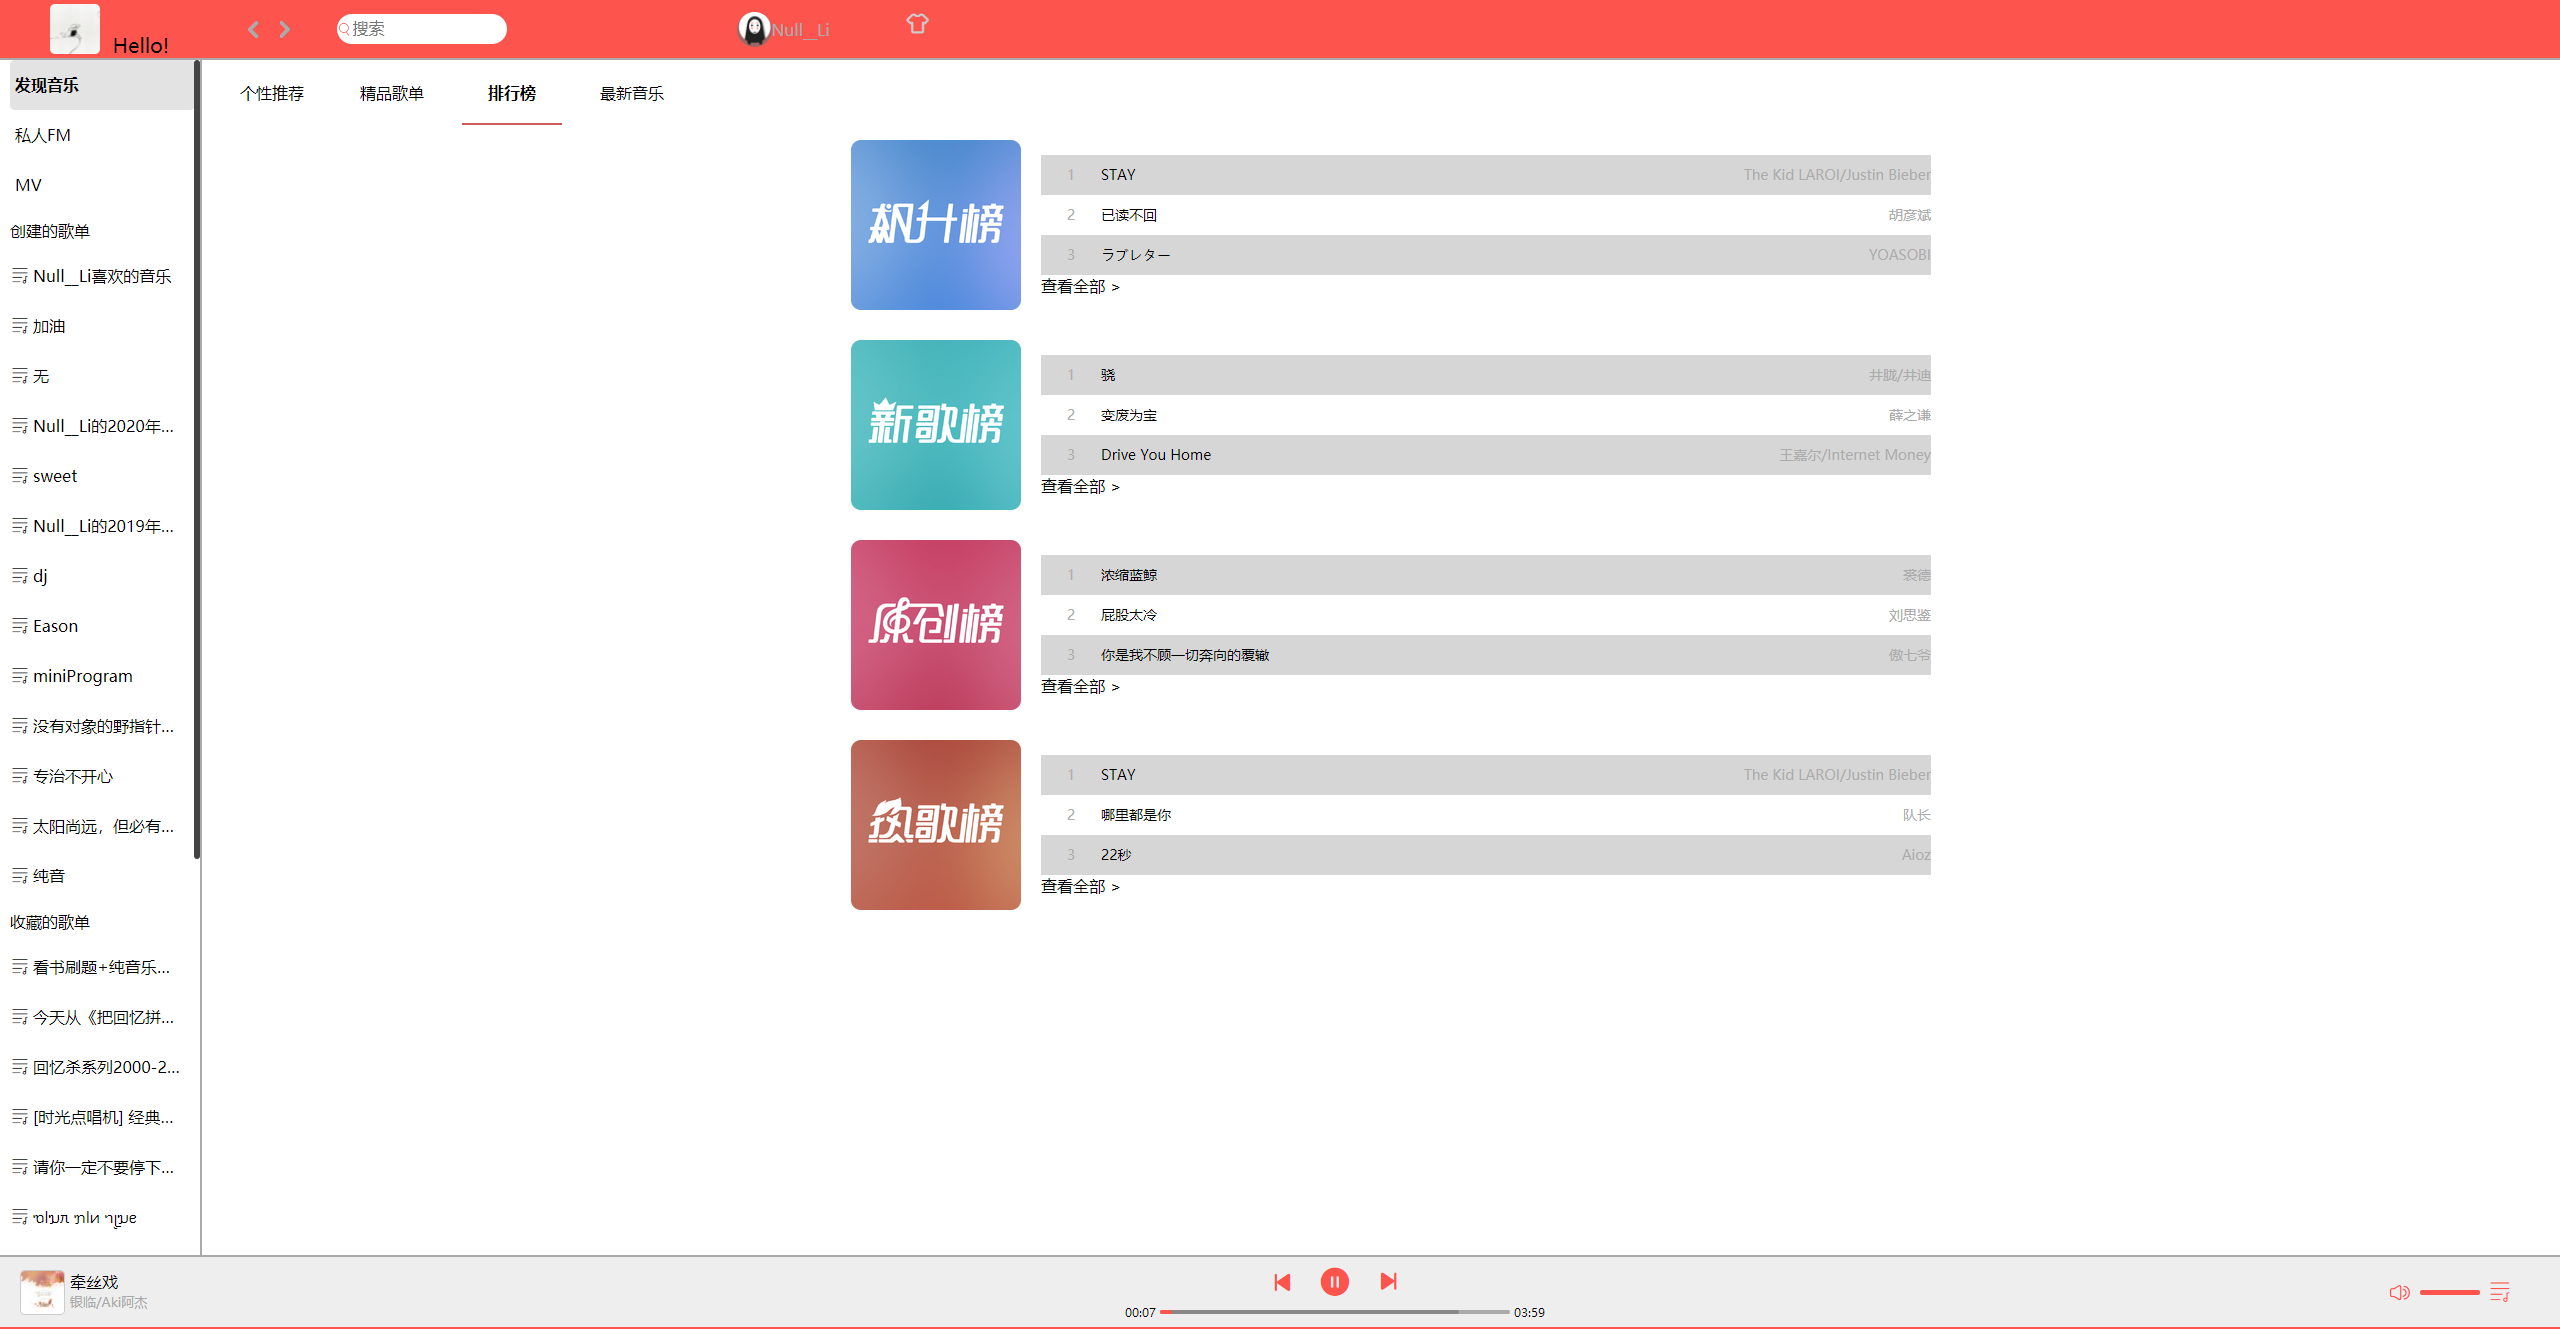 Hello!
搜索
Null__Li
发现音乐
私人FM
MV
创建的歌单
Null__Li喜欢的音乐
加油
无
Null__Li的2020年...
sweet
Null__Li的2019年...
dj
Eason
miniProgram
没有对象的野指针...
专治不开心
太阳尚远，但必有...
纯音
收藏的歌单
看书刷题+纯音乐...
今天从《把回忆拼...
回忆杀系列2000-2...
[时光点唱机] 经典...
请你一定不要停下...
个性推荐
精品歌单
排行榜
最新音乐
飙升榜
1 STAY The Kid LAROI/Justin Bieber
2 已读不回 胡彦斌
3 ラブレター YOASOBI
查看全部 >
新歌榜
1 骁 井胧/井迪
2 变废为宝 薛之谦
3 Drive You Home 王嘉尔/Internet Money
查看全部 >
原创榜
1 浓缩蓝鲸 裘德
2 屁股太冷 刘思鉴
3 你是我不顾一切奔向的覆辙 傲七爷
查看全部 >
热歌榜
1 STAY The Kid LAROI/Justin Bieber
2 哪里都是你 队长
3 22秒 Aioz
查看全部 >
牵丝戏
银临/Aki阿杰
00:07
03:59